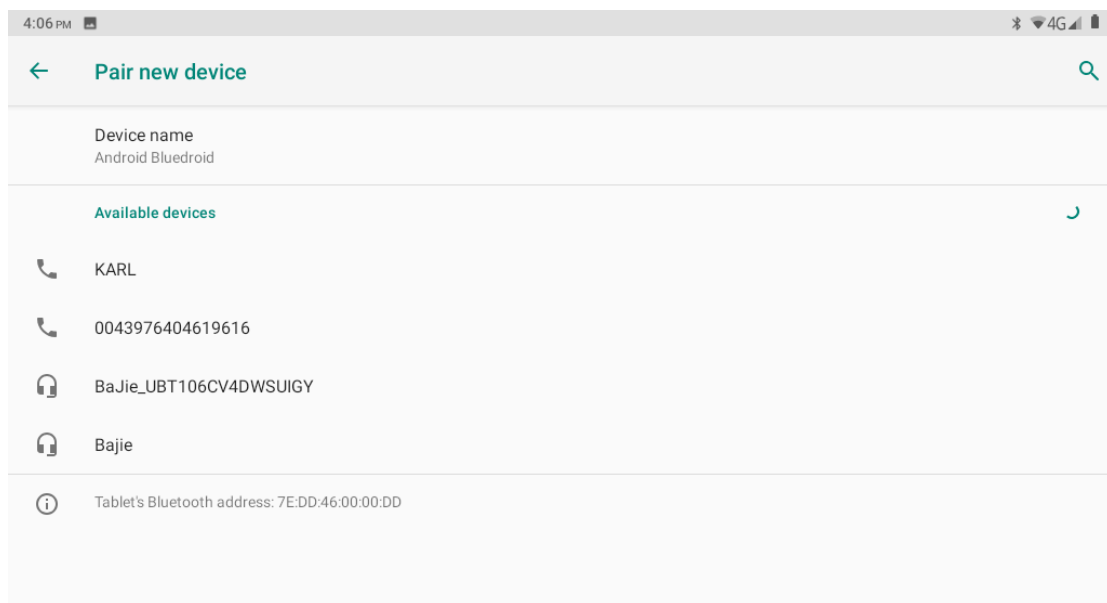 4:06 PM 4G
Pair new device
Device name
Android Bluedroid
Available devices
KARL
0043976404619616
BaJie_UBT106CV4DWSUIGY
Bajie
Tablet's Bluetooth address: 7E:DD:46:00:00:DD